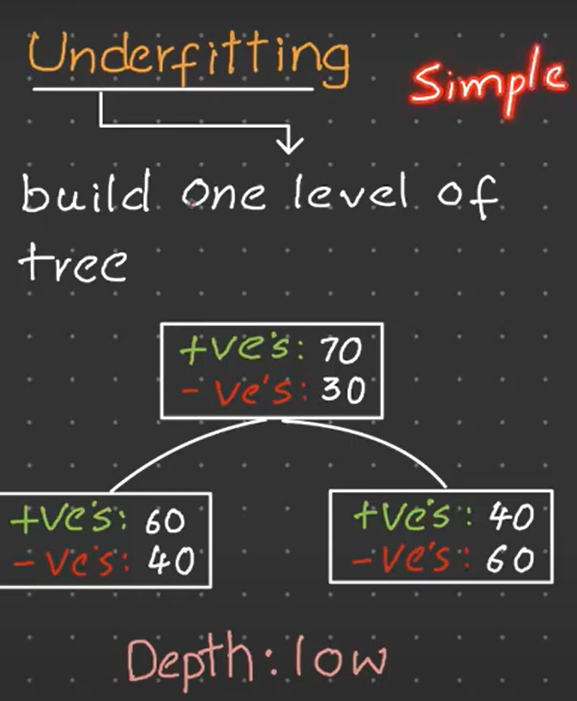 Underfitting
Simple
build one level of
tree
+ve's: 70
- ve's: 30
+ve's: 60
- ve's: 40
+ve's: 40
-ve's: 60
Depth: low